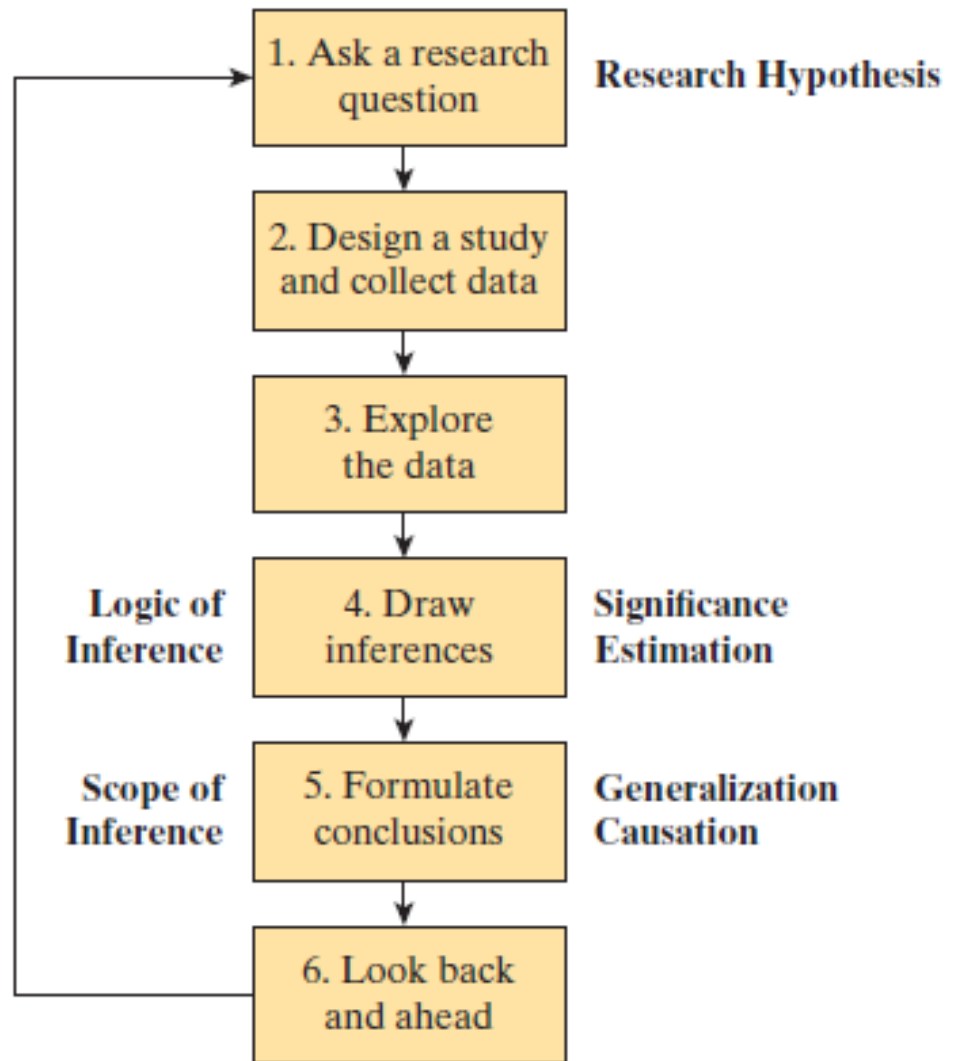 1. Ask a research
question
Research Hypothesis
2. Design a study
and collect data
3. Explore
the data
Logic of
Inference
4. Draw
inferences
Significance
Estimation
Scope of
Inference
5. Formulate
conclusions
Generalization
Causation
6. Look back
and ahead